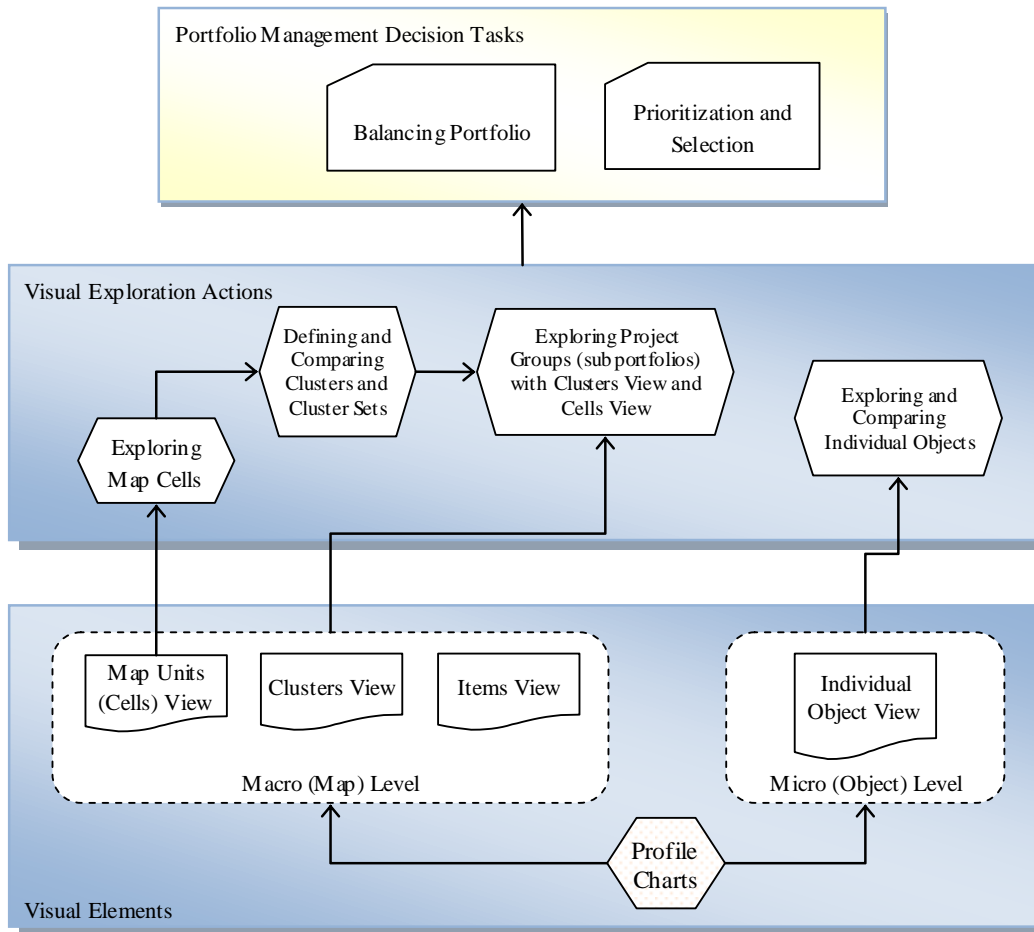 Portfolio Management Decision Tasks
Balancing Portfolio
Prioritization and
Selection
Visual Exploration Actions
Defining and
Comparing
Clusters and
Cluster Sets
Exploring Project
Groups (subportfolios)
with Clusters View and
Cells View
Exploring and
Comparing
Individual Objects
Exploring
Map Cells
Map Units
(Cells) View
Clusters View
Items View
Individual
Object View
Macro (Map) Level
Micro (Object) Level
Profile
Charts
Visual Elements